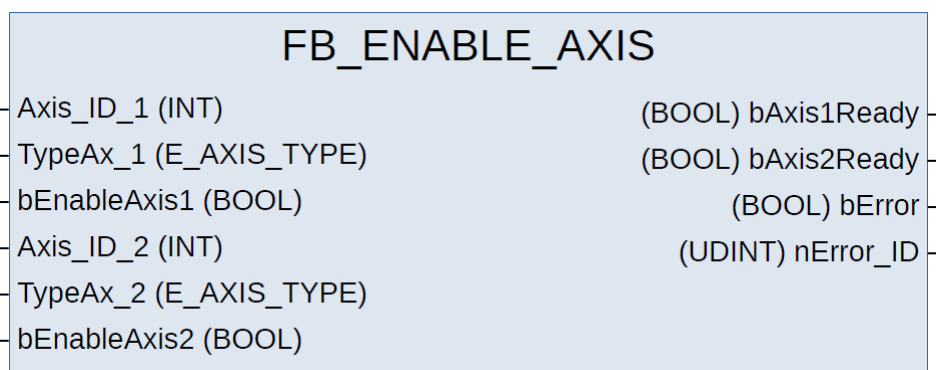 FB_ENABLE_AXIS
Axis_ID_1 (INT)
TypeAx_1 (E_AXIS_TYPE)
bEnableAxis1 (BOOL)
Axis_ID_2 (INT)
TypeAx_2 (E_AXIS_TYPE)
bEnableAxis2 (BOOL)
(BOOL) bAxis1Ready
(BOOL) bAxis2Ready
(BOOL) bError
(UDINT) nError_ID